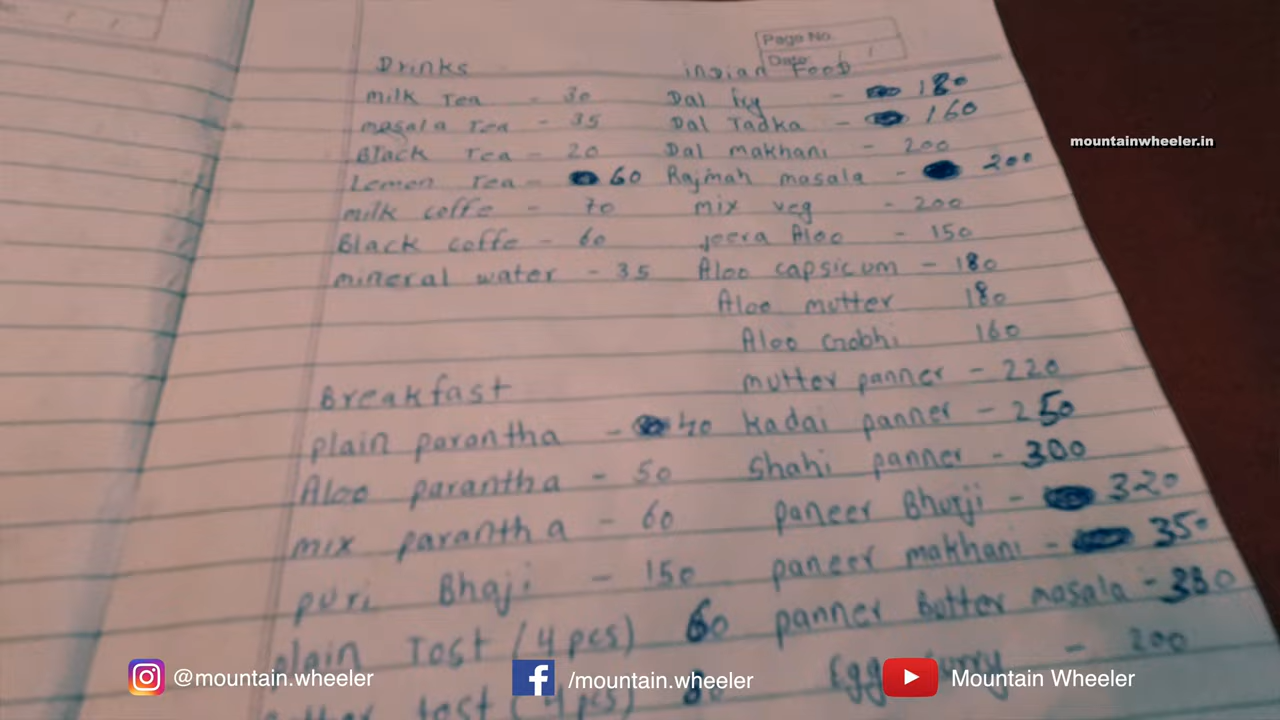 Page No.
Date
Drinks
milk Tea - 30
masala Tea - 35
Black Tea - 20
Lemon Tea - 60
milk coffe - 70
Black coffe - 60
mineral water - 35
Breakfast
plain parantha - 40
Aloo parantha - 50
mix parantha - 60
puri Bhaji - 150
plain Tost (4 pcs) 60
tost (4 pcs) 80
indian Food
Dal fry - 180
Dal Tadka - 160
Dal makhani - 200
Rajmah masala - 200
mix veg - 200
jeera Aloo - 150
Aloo capsicum - 180
Aloo mutter 180
Aloo Gobhi 160
mutter panner - 220
kadai panner - 250
Shahi panner - 300
paneer Bhurji - 320
paneer makhani - 350
panner Butter masala - 330
Egg curry - 200
mountainwheeler.in
@mountain.wheeler
/mountain.wheeler
Mountain Wheeler